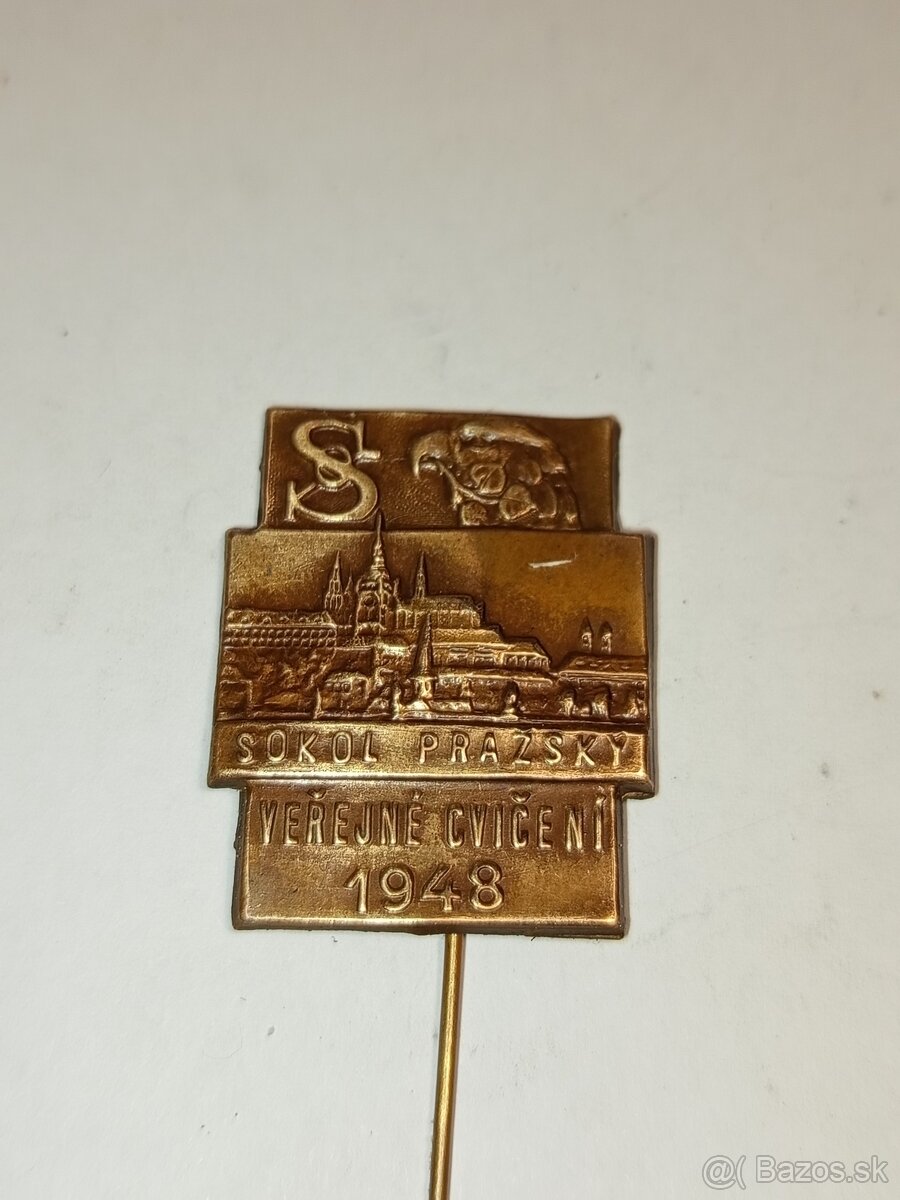 S
SOKOL PRAŽSKÝ
VEŘEJNÉ CVIČENÍ
1948
@( Bazos.sk